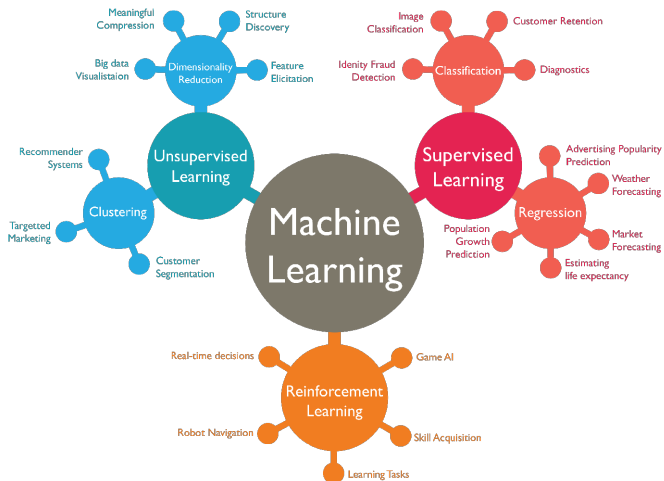 Meaningful
Compression
Structure
Discovery
Big data
Visualistaion
Dimensionality
Reduction
Feature
Elicitation
Unsupervised
Learning
Recommender
Systems
Clustering
Targetted
Marketing
Customer
Segmentation
Machine
Learning
Image
Classification
Customer Retention
Idenity Fraud
Detection
Classification
Diagnostics
Supervised
Learning
Advertising Popularity
Prediction
Weather
Forecasting
Regression
Population
Growth
Prediction
Market
Forecasting
Estimating
life expectancy
Real-time decisions
Game AI
Reinforcement
Learning
Robot Navigation
Skill Acquisition
Learning Tasks